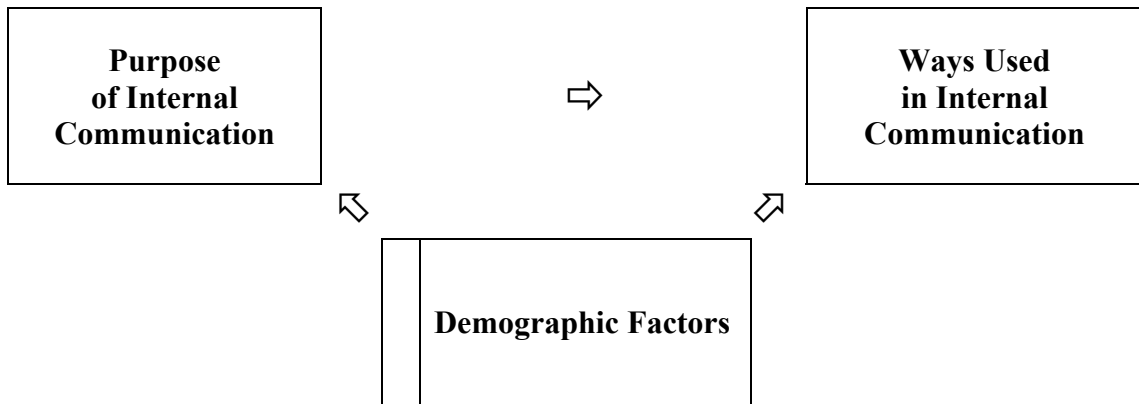 Purpose
of Internal
Communication
Ways Used
in Internal
Communication
Demographic Factors